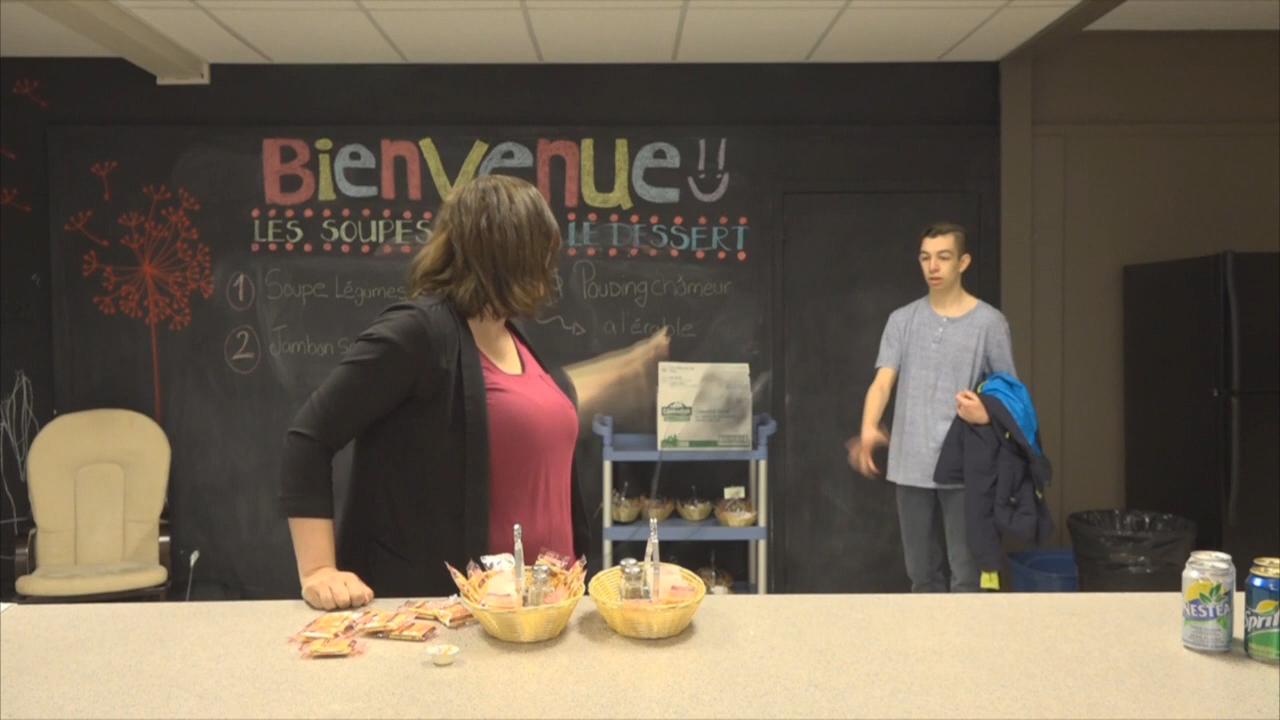 Bienvenue
LES SOUPES LE DESSERT
1 Soupe Légumes Pouding chômeur
a l'érable
2 Jambon
NESTEA
Sprit